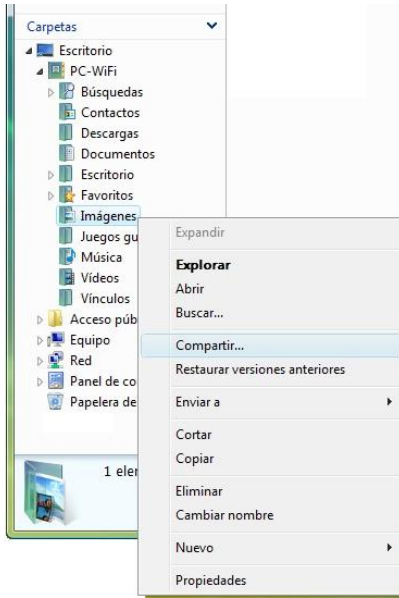 Carpetas
Escritorio
PC-WiFi
Búsquedas
Contactos
Descargas
Documentos
Escritorio
Favoritos
Imágenes
Juegos gu
Música
Vídeos
Vínculos
Acceso púb
Equipo
Red
Panel de co
Papelera de
1 eler
Expandir
Explorar
Abrir
Buscar...
Compartir...
Restaurar versiones anteriores
Enviar a
Cortar
Copiar
Eliminar
Cambiar nombre
Nuevo
Propiedades